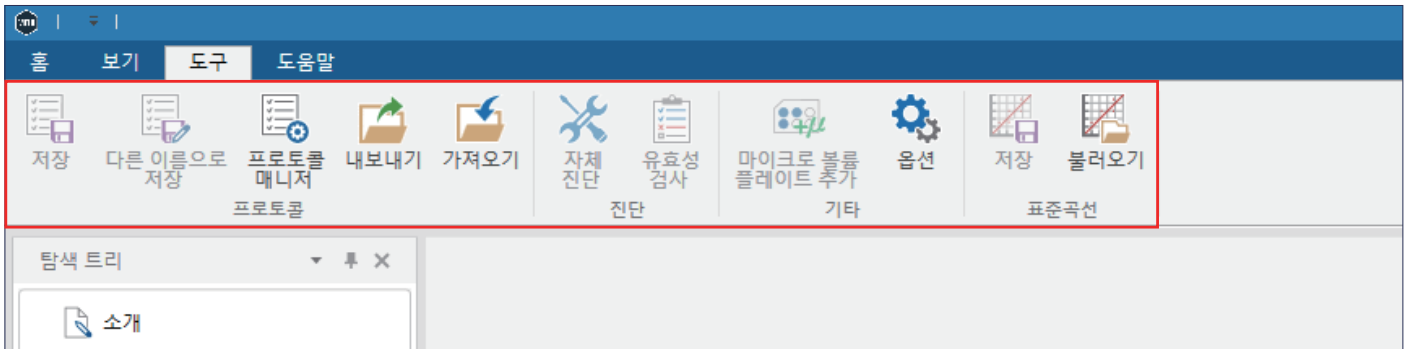 홈 보기 도구 도움말
저장 다른 이름으로 저장 프로토콜 매니저 내보내기 가져오기 자체 진단 유효성 검사 마이크로 볼륨 플레이트 추가 옵션 저장 불러오기
프로토콜 진단 기타 표준곡선
탐색 트리
소개